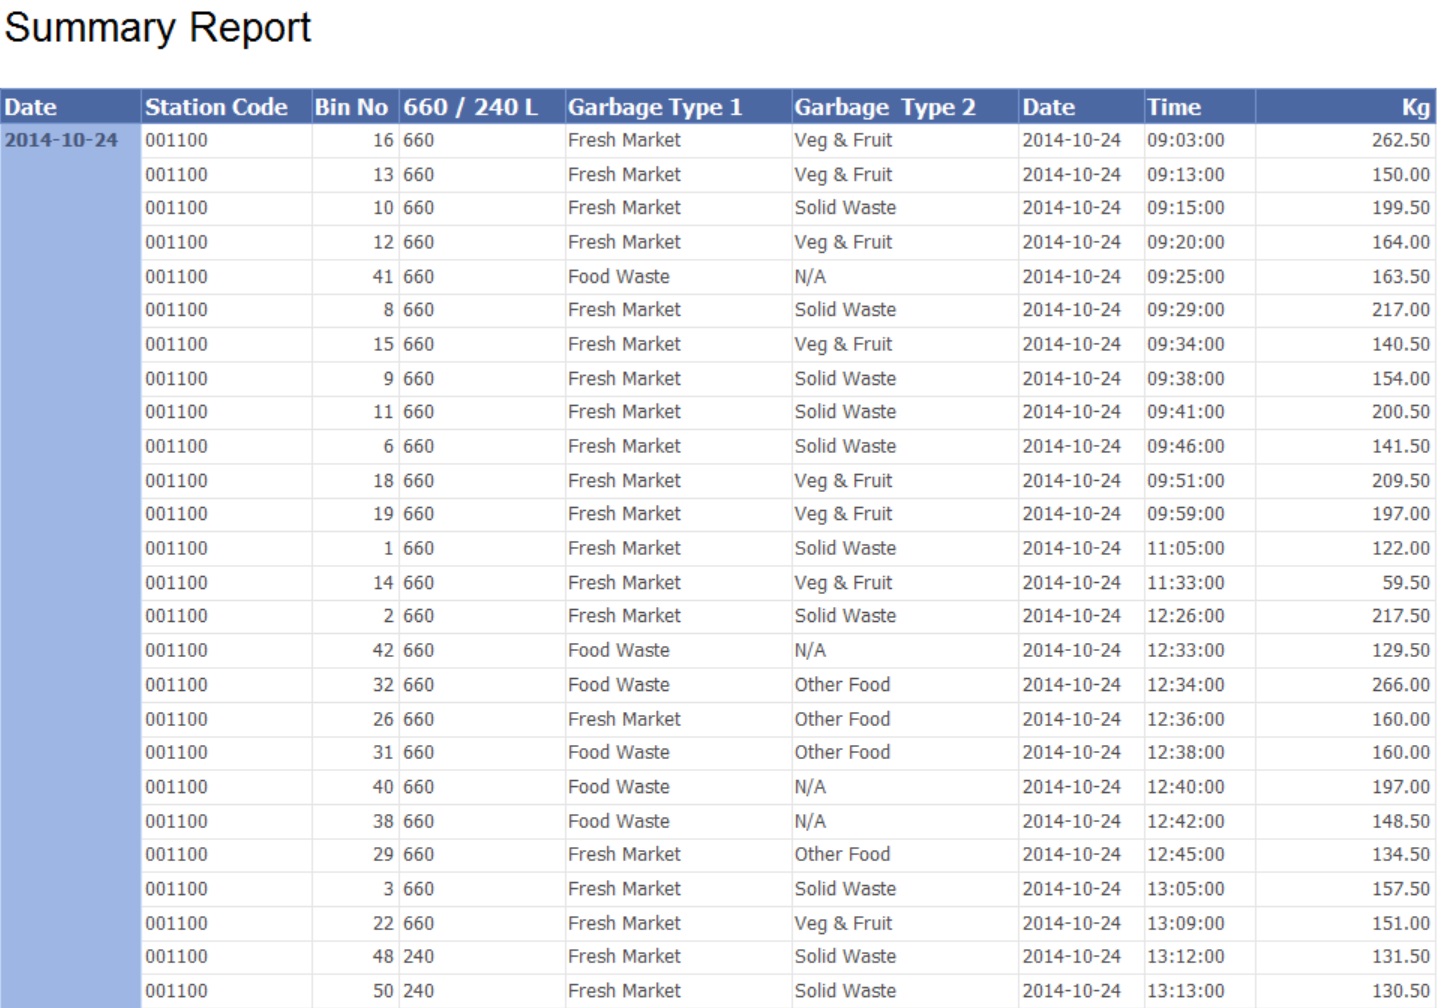 Summary Report
Date Station Code Bin No 660 / 240 L Garbage Type 1 Garbage Type 2 Date Time Kg
2014-10-24 001100 16 660 Fresh Market Veg & Fruit 2014-10-24 09:03:00 262.50
001100 13 660 Fresh Market Veg & Fruit 2014-10-24 09:13:00 150.00
001100 10 660 Fresh Market Solid Waste 2014-10-24 09:15:00 199.50
001100 12 660 Fresh Market Veg & Fruit 2014-10-24 09:20:00 164.00
001100 41 660 Food Waste N/A 2014-10-24 09:25:00 163.50
001100 8 660 Fresh Market Solid Waste 2014-10-24 09:29:00 217.00
001100 15 660 Fresh Market Veg & Fruit 2014-10-24 09:34:00 140.50
001100 9 660 Fresh Market Solid Waste 2014-10-24 09:38:00 154.00
001100 11 660 Fresh Market Solid Waste 2014-10-24 09:41:00 200.50
001100 6 660 Fresh Market Solid Waste 2014-10-24 09:46:00 141.50
001100 18 660 Fresh Market Veg & Fruit 2014-10-24 09:51:00 209.50
001100 19 660 Fresh Market Veg & Fruit 2014-10-24 09:59:00 197.00
001100 1 660 Fresh Market Solid Waste 2014-10-24 11:05:00 122.00
001100 14 660 Fresh Market Veg & Fruit 2014-10-24 11:33:00 59.50
001100 2 660 Fresh Market Solid Waste 2014-10-24 12:26:00 217.50
001100 42 660 Food Waste N/A 2014-10-24 12:33:00 129.50
001100 32 660 Food Waste Other Food 2014-10-24 12:34:00 266.00
001100 26 660 Fresh Market Other Food 2014-10-24 12:36:00 160.00
001100 31 660 Food Waste Other Food 2014-10-24 12:38:00 160.00
001100 40 660 Food Waste N/A 2014-10-24 12:40:00 197.00
001100 38 660 Food Waste N/A 2014-10-24 12:42:00 148.50
001100 29 660 Fresh Market Other Food 2014-10-24 12:45:00 134.50
001100 3 660 Fresh Market Solid Waste 2014-10-24 13:05:00 157.50
001100 22 660 Fresh Market Veg & Fruit 2014-10-24 13:09:00 151.00
001100 48 240 Fresh Market Solid Waste 2014-10-24 13:12:00 131.50
001100 50 240 Fresh Market Solid Waste 2014-10-24 13:13:00 130.50